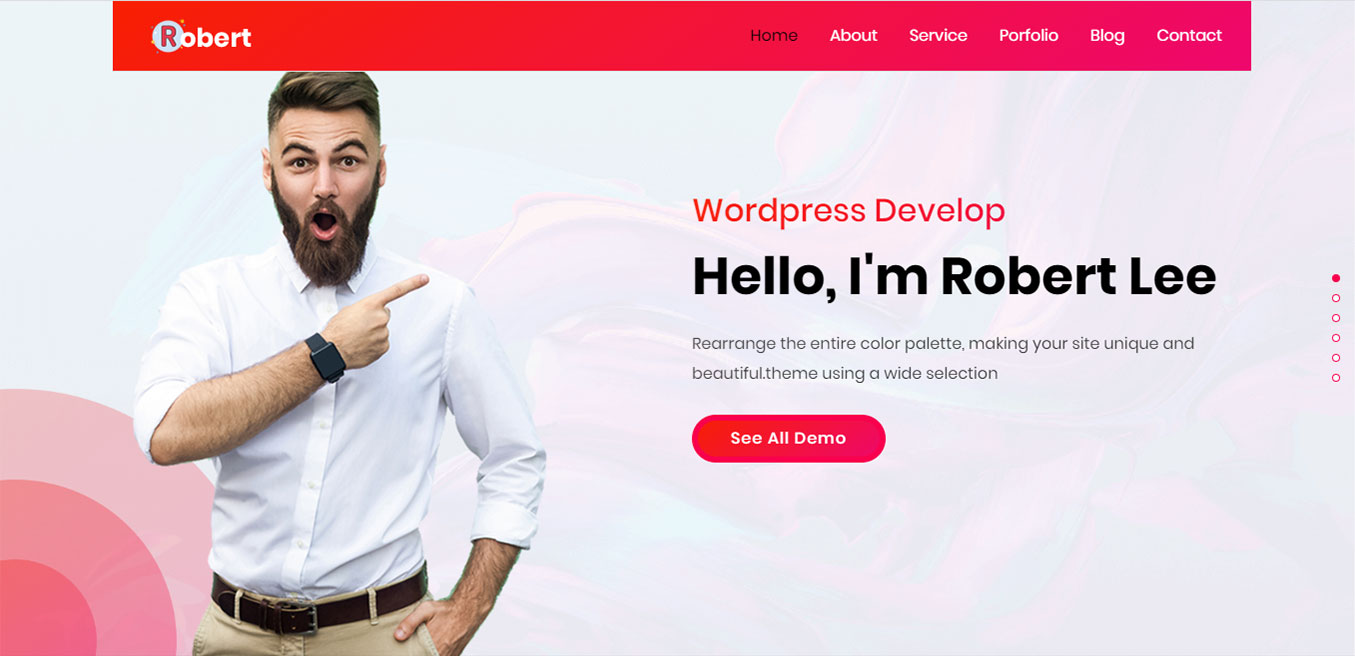 Robert
Home About Service Porfolio Blog Contact
Wordpress Develop
Hello, I'm Robert Lee
Rearrange the entire color palette, making your site unique and
beautiful.theme using a wide selection
See All Demo